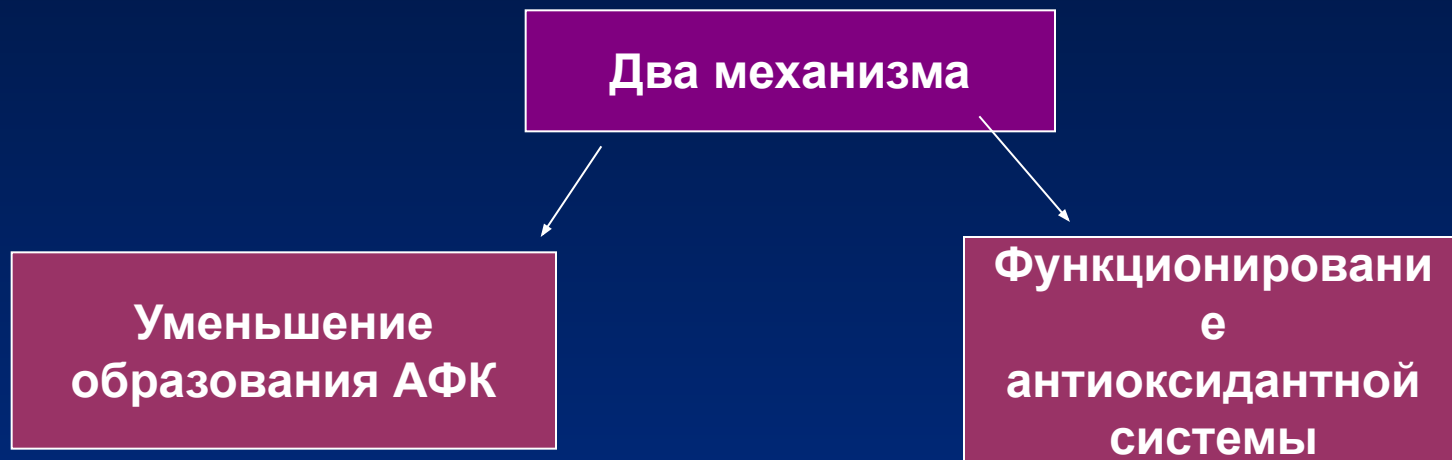 Два механизма
Уменьшение
образования АФК
Функционировани
е
антиоксидантной
системы